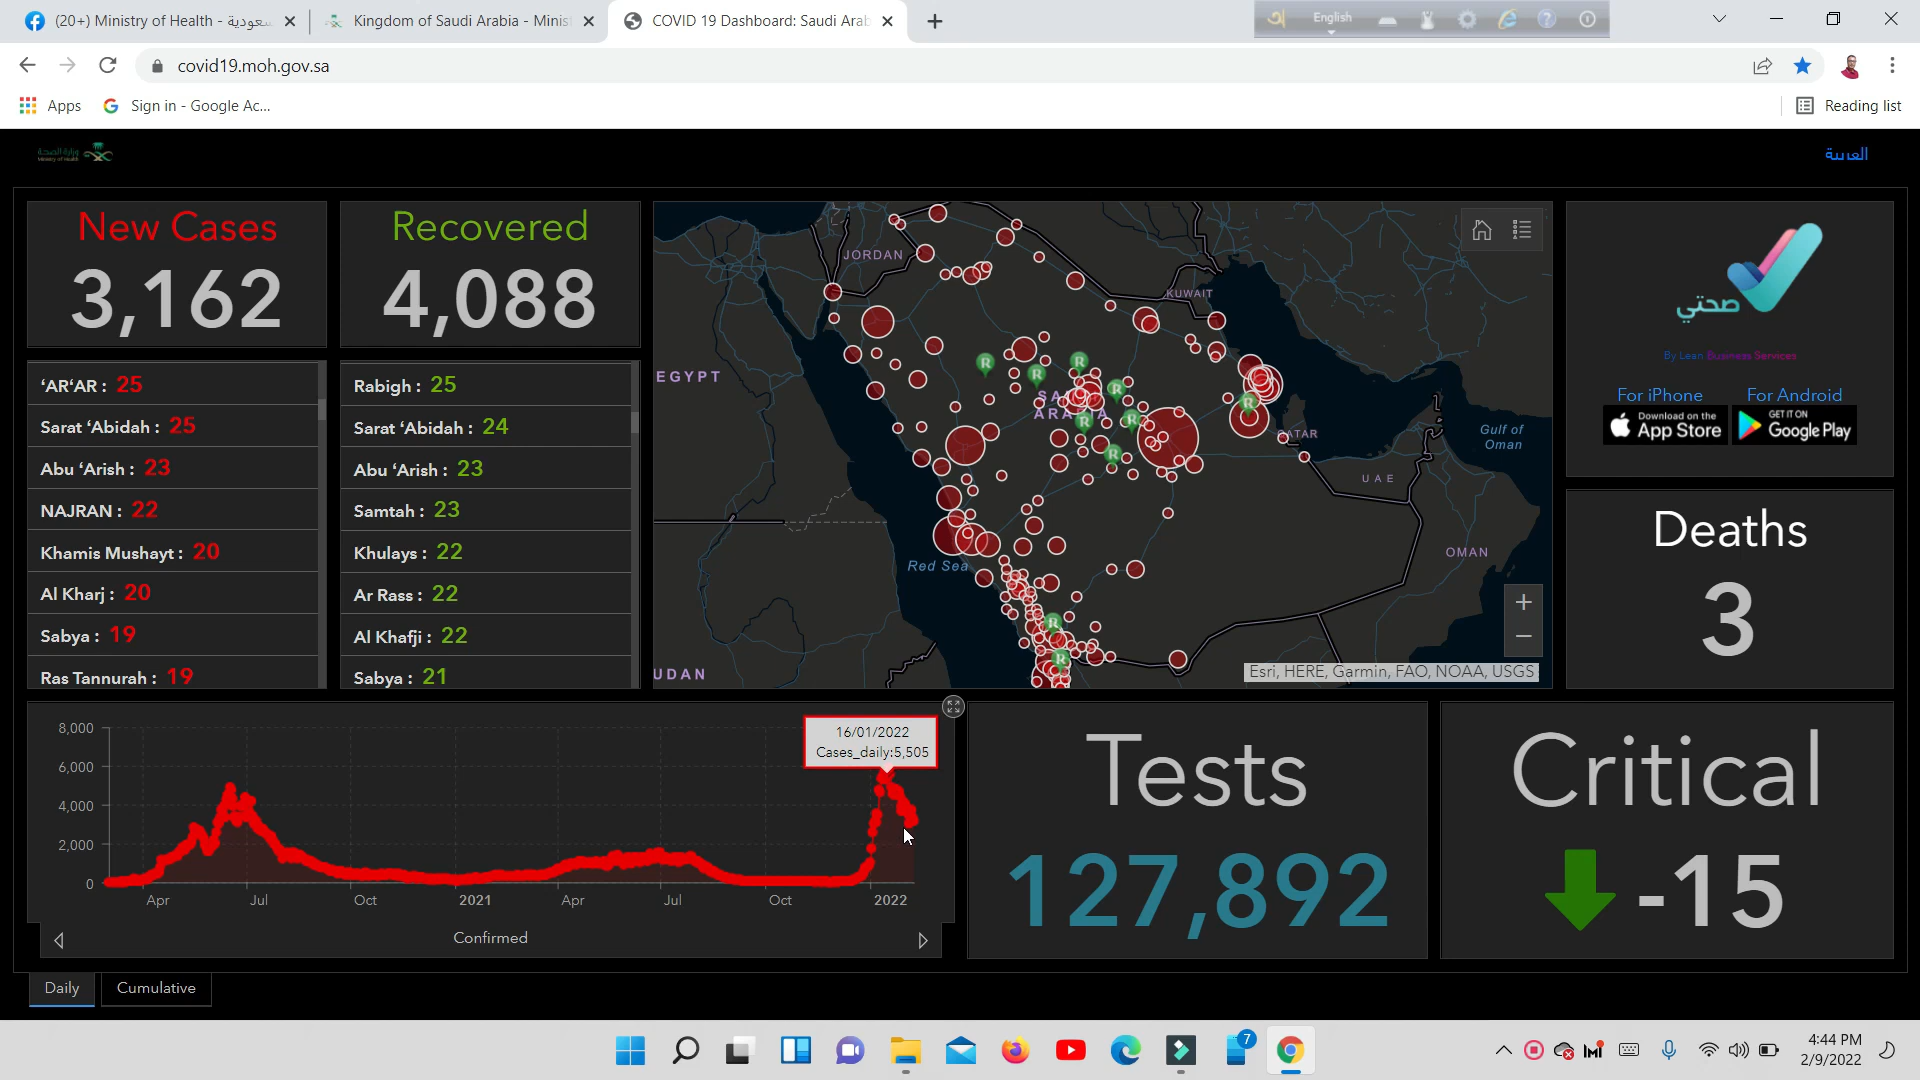 (20+) Ministry of Health - سعودية
Kingdom of Saudi Arabia - Minis
COVID 19 Dashboard: Saudi Arab
English
covid19.moh.gov.sa
Apps
Sign in - Google Ac...
Reading list
وزارة الصحة
Ministry of Health
العربية
New Cases
3,162
Recovered
4,088
‘AR‘AR : 25
Sarat ‘Abidah : 25
Abu ‘Arish : 23
NAJRAN : 22
Khamis Mushayt : 20
Al Kharj : 20
Sabya : 19
Ras Tannurah : 19
Rabigh : 25
Sarat ‘Abidah : 24
Abu ‘Arish : 23
Samtah : 23
Khulays : 22
Ar Rass : 22
Al Khafji : 22
Sabya : 21
JORDAN
KUWAIT
EGYPT
R
R
R
R
R
R
R
R
R
R
ARABIA
QATAR
Gulf of
Oman
UAE
OMAN
Red Sea
UDAN
+
−
Esri, HERE, Garmin, FAO, NOAA, USGS
صحتي
By Lean Business Services
For iPhone
For Android
Download on the
App Store
GET IT ON
Google Play
Deaths
3
8,000
6,000
4,000
2,000
0
16/01/2022
Cases_daily:5,505
Apr
Jul
Oct
2021
Apr
Jul
Oct
2022
Confirmed
Tests
127,892
Critical
-15
Daily
Cumulative
7
4:44 PM
2/9/2022